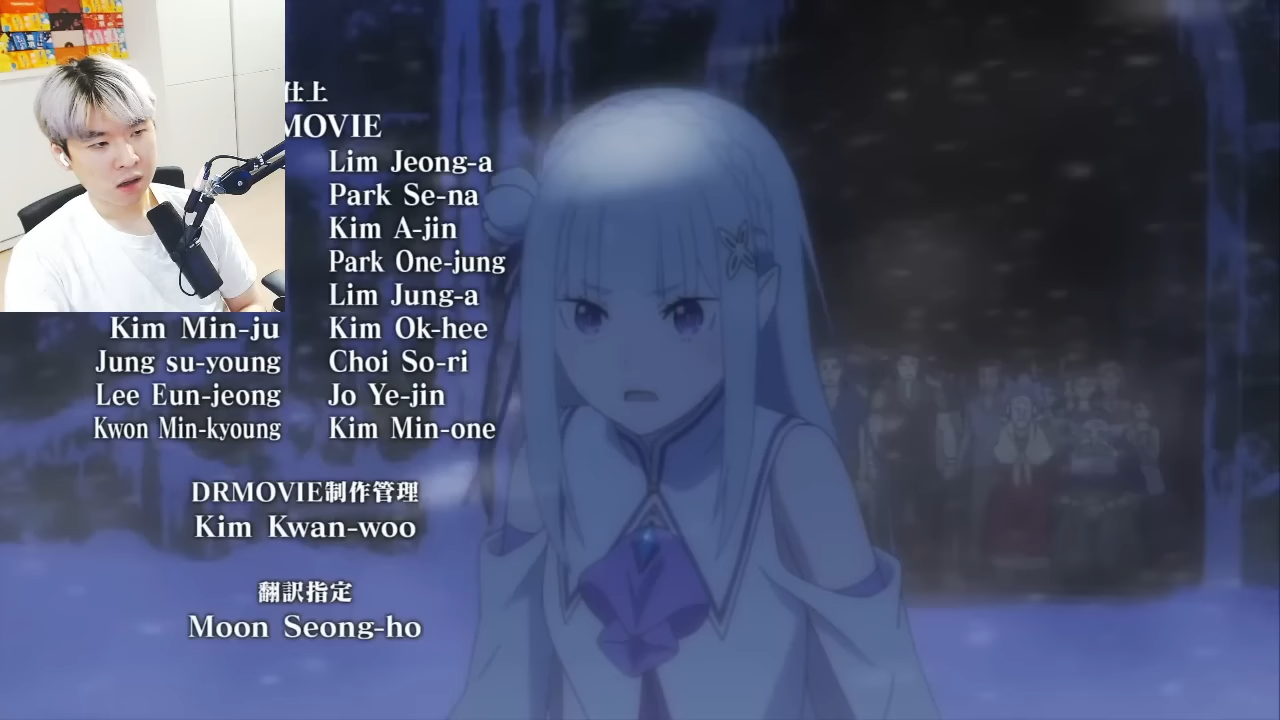 仕上
MOVIE
Lim Jeong-a
Park Se-na
Kim A-jin
Park One-jung
Lim Jung-a
Kim Min-ju Kim Ok-hee
Jung su-young Choi So-ri
Lee Eun-jeong Jo Ye-jin
Kwon Min-kyoung Kim Min-one
DRMOVIE制作管理
Kim Kwan-woo
翻訳指定
Moon Seong-ho